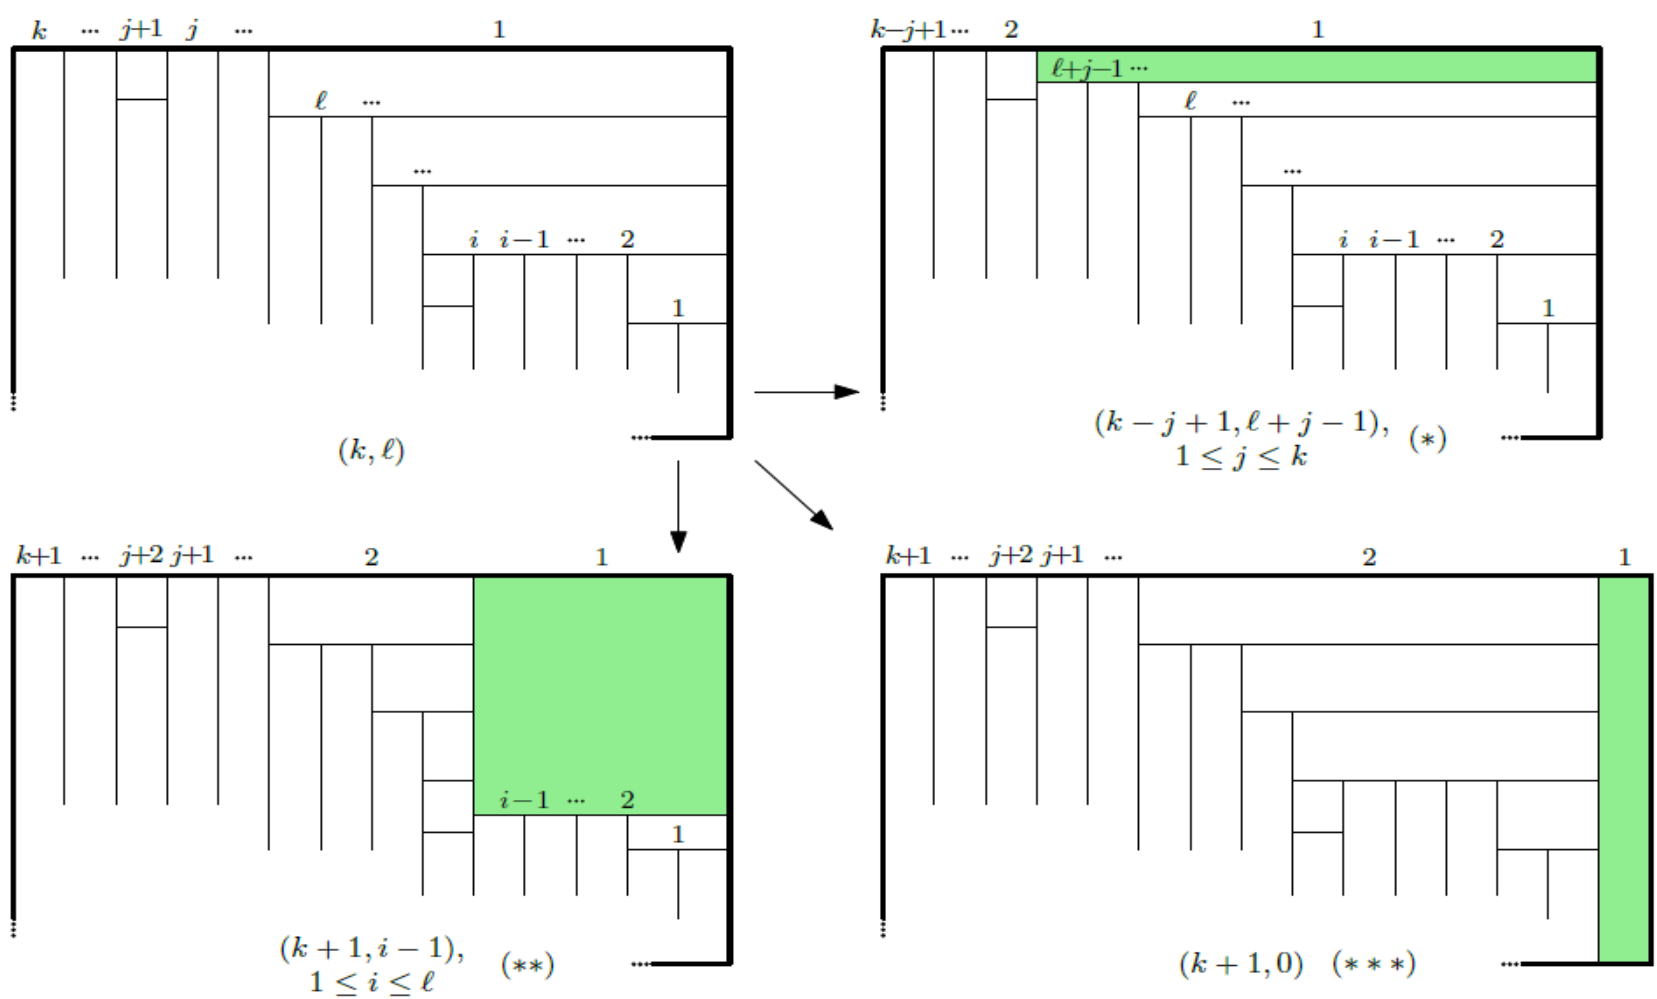 k ... j+1 j ... 1
ℓ ...
...
i i−1 ... 2
1
(k, ℓ)
k−j+1... 2 1
ℓ+j−1 ...
ℓ ...
...
i i−1 ... 2
1
(k − j + 1, ℓ + j − 1), (∗)
1 ≤ j ≤ k
k+1 ... j+2 j+1 ... 2 1
i−1 ... 2
1
(k + 1, i − 1), (∗∗)
1 ≤ i ≤ ℓ
k+1 ... j+2 j+1 ... 2 1
(k + 1, 0) (∗ ∗ ∗)